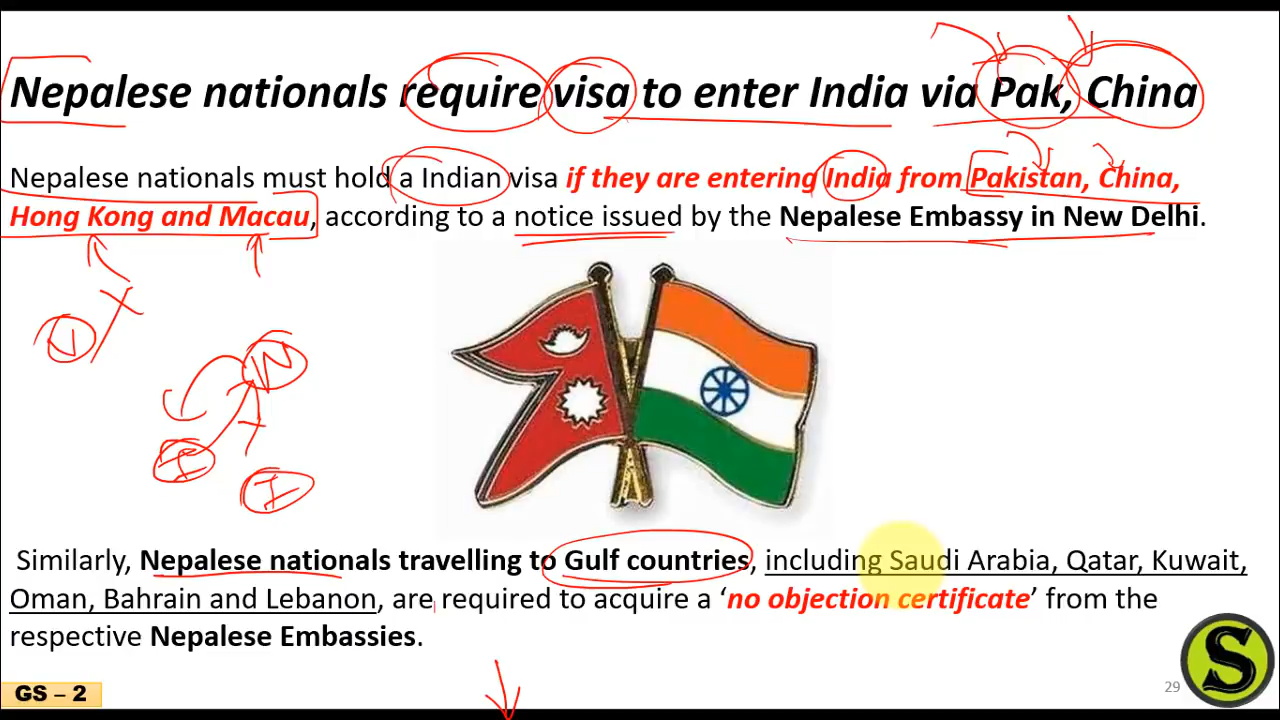 Nepalese nationals require visa to enter India via Pak, China
Nepalese nationals must hold a Indian visa if they are entering India from Pakistan, China,
Hong Kong and Macau, according to a notice issued by the Nepalese Embassy in New Delhi.
N
I
I
Similarly, Nepalese nationals travelling to Gulf countries, including Saudi Arabia, Qatar, Kuwait,
Oman, Bahrain and Lebanon, are required to acquire a ‘no objection certificate’ from the
respective Nepalese Embassies.
S
GS – 2
29